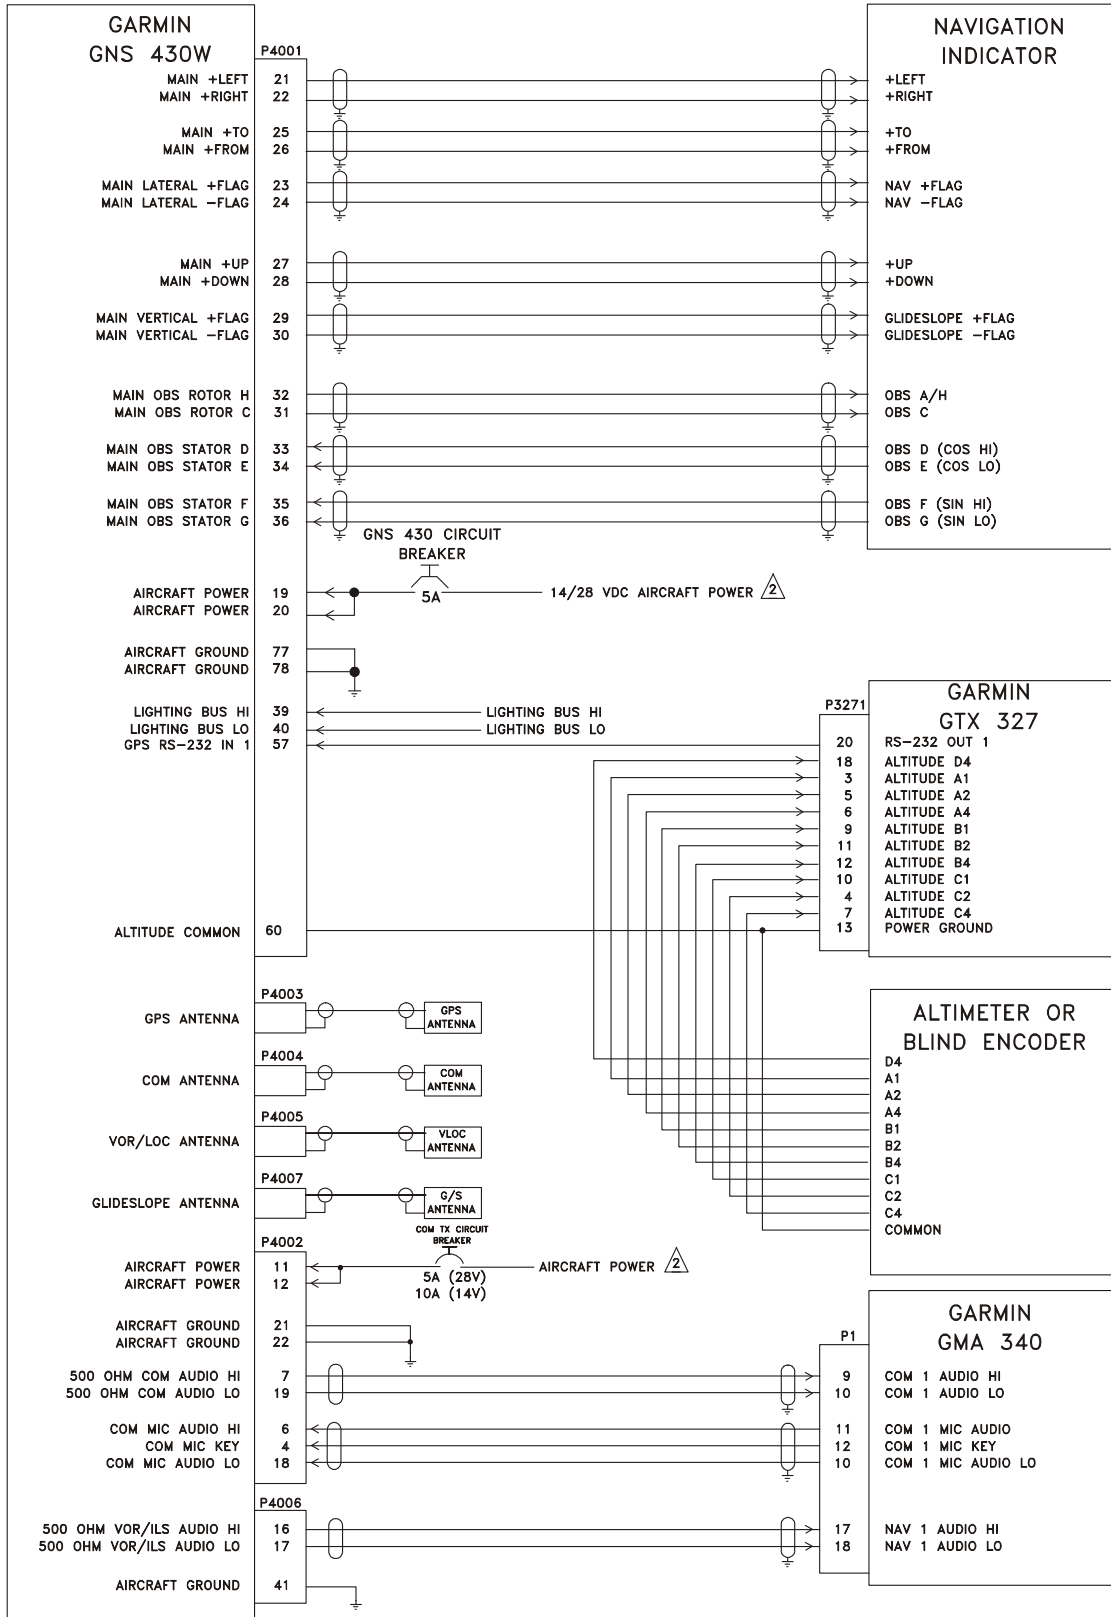 GARMIN
GNS 430W
P4001
MAIN +LEFT 21
MAIN +RIGHT 22
MAIN +TO 25
MAIN +FROM 26
MAIN LATERAL +FLAG 23
MAIN LATERAL -FLAG 24
MAIN +UP 27
MAIN +DOWN 28
MAIN VERTICAL +FLAG 29
MAIN VERTICAL -FLAG 30
MAIN OBS ROTOR H 32
MAIN OBS ROTOR C 31
MAIN OBS STATOR D 33
MAIN OBS STATOR E 34
MAIN OBS STATOR F 35
MAIN OBS STATOR G 36
NAVIGATION
INDICATOR
+LEFT
+RIGHT
+TO
+FROM
NAV +FLAG
NAV -FLAG
+UP
+DOWN
GLIDESLOPE +FLAG
GLIDESLOPE -FLAG
OBS A/H
OBS C
OBS D (COS HI)
OBS E (COS LO)
OBS F (SIN HI)
OBS G (SIN LO)
GNS 430 CIRCUIT
BREAKER
5A
14/28 VDC AIRCRAFT POWER 2
AIRCRAFT POWER 19
AIRCRAFT POWER 20
AIRCRAFT GROUND 77
AIRCRAFT GROUND 78
LIGHTING BUS HI 39 LIGHTING BUS HI
LIGHTING BUS LO 40 LIGHTING BUS LO
GPS RS-232 IN 1 57
ALTITUDE COMMON 60
GARMIN
GTX 327
P3271
20 RS-232 OUT 1
18 ALTITUDE D4
3 ALTITUDE A1
5 ALTITUDE A2
6 ALTITUDE A4
9 ALTITUDE B1
11 ALTITUDE B2
12 ALTITUDE B4
10 ALTITUDE C1
4 ALTITUDE C2
7 ALTITUDE C4
13 POWER GROUND
P4003
GPS ANTENNA
GPS
ANTENNA
P4004
COM ANTENNA
COM
ANTENNA
P4005
VOR/LOC ANTENNA
VLOC
ANTENNA
P4007
GLIDESLOPE ANTENNA
G/S
ANTENNA
ALTIMETER OR
BLIND ENCODER
D4
A1
A2
A4
B1
B2
B4
C1
C2
C4
COMMON
P4002
COM TX CIRCUIT
BREAKER
5A (28V)
10A (14V)
AIRCRAFT POWER 2
AIRCRAFT POWER 11
AIRCRAFT POWER 12
AIRCRAFT GROUND 21
AIRCRAFT GROUND 22
500 OHM COM AUDIO HI 7
500 OHM COM AUDIO LO 19
COM MIC AUDIO HI 6
COM MIC KEY 4
COM MIC AUDIO LO 18
P4006
500 OHM VOR/ILS AUDIO HI 16
500 OHM VOR/ILS AUDIO LO 17
AIRCRAFT GROUND 41
GARMIN
GMA 340
P1
9 COM 1 AUDIO HI
10 COM 1 AUDIO LO
11 COM 1 MIC AUDIO
12 COM 1 MIC KEY
10 COM 1 MIC AUDIO LO
17 NAV 1 AUDIO HI
18 NAV 1 AUDIO LO